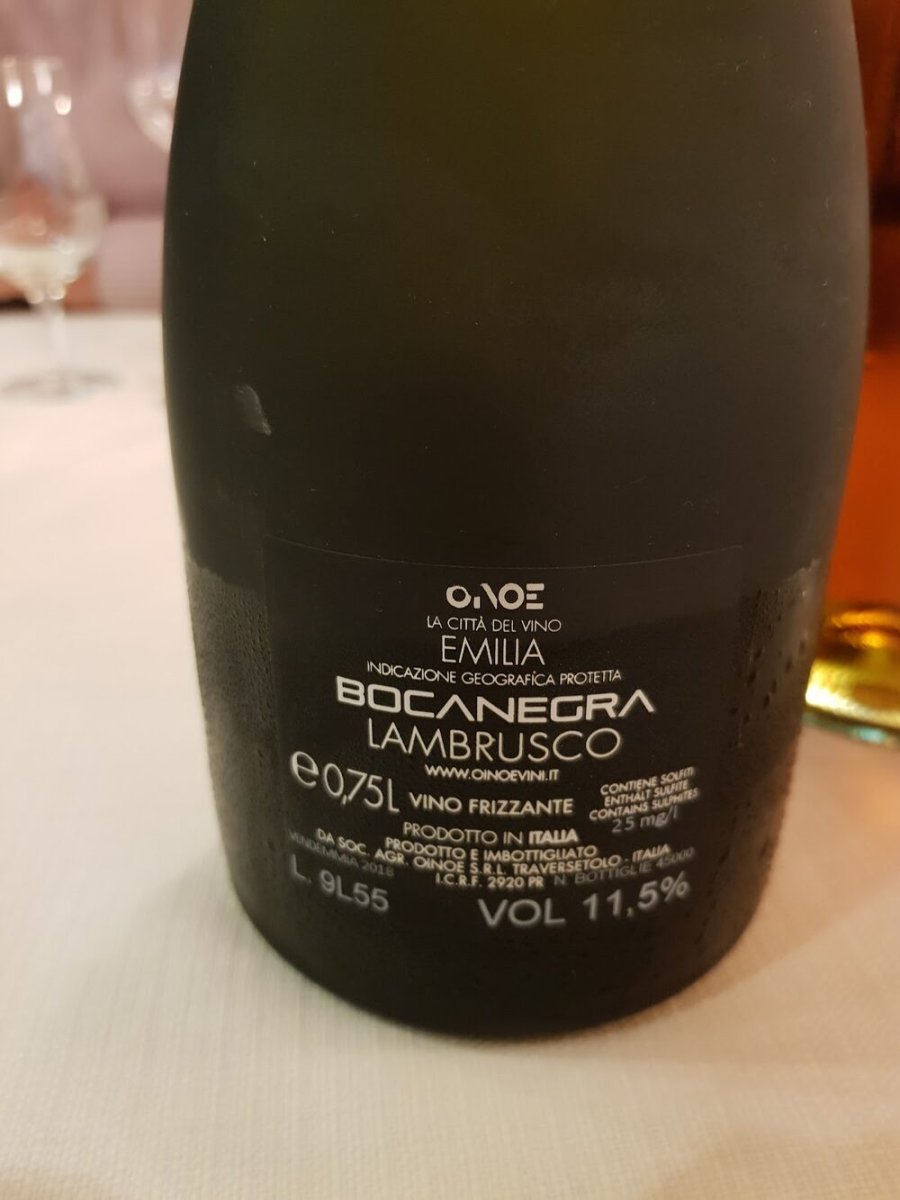 OINOE
LA CITTÀ DEL VINO
EMILIA
INDICAZIONE GEOGRAFÍCA PROTETTA
BOCANEGRA
LAMBRUSCO
WWW.OINOEVINI.IT
e 0,75L VINO FRIZZANTE
CONTIENE SOLFITI
ENTHÄLT SULFITE
CONTAINS SULPHITES
25 mg/l
PRODOTTO IN ITALIA
PRODOTTO E IMBOTTIGLIATO
DA SOC. AGR. OINOE S.R.L. TRAVERSETOLO - ITALIA
I.C.R.F. 2920 PR N. BOTTIGLIE 45000
VENDEMMIA 2018
L. 9L55
VOL 11,5%